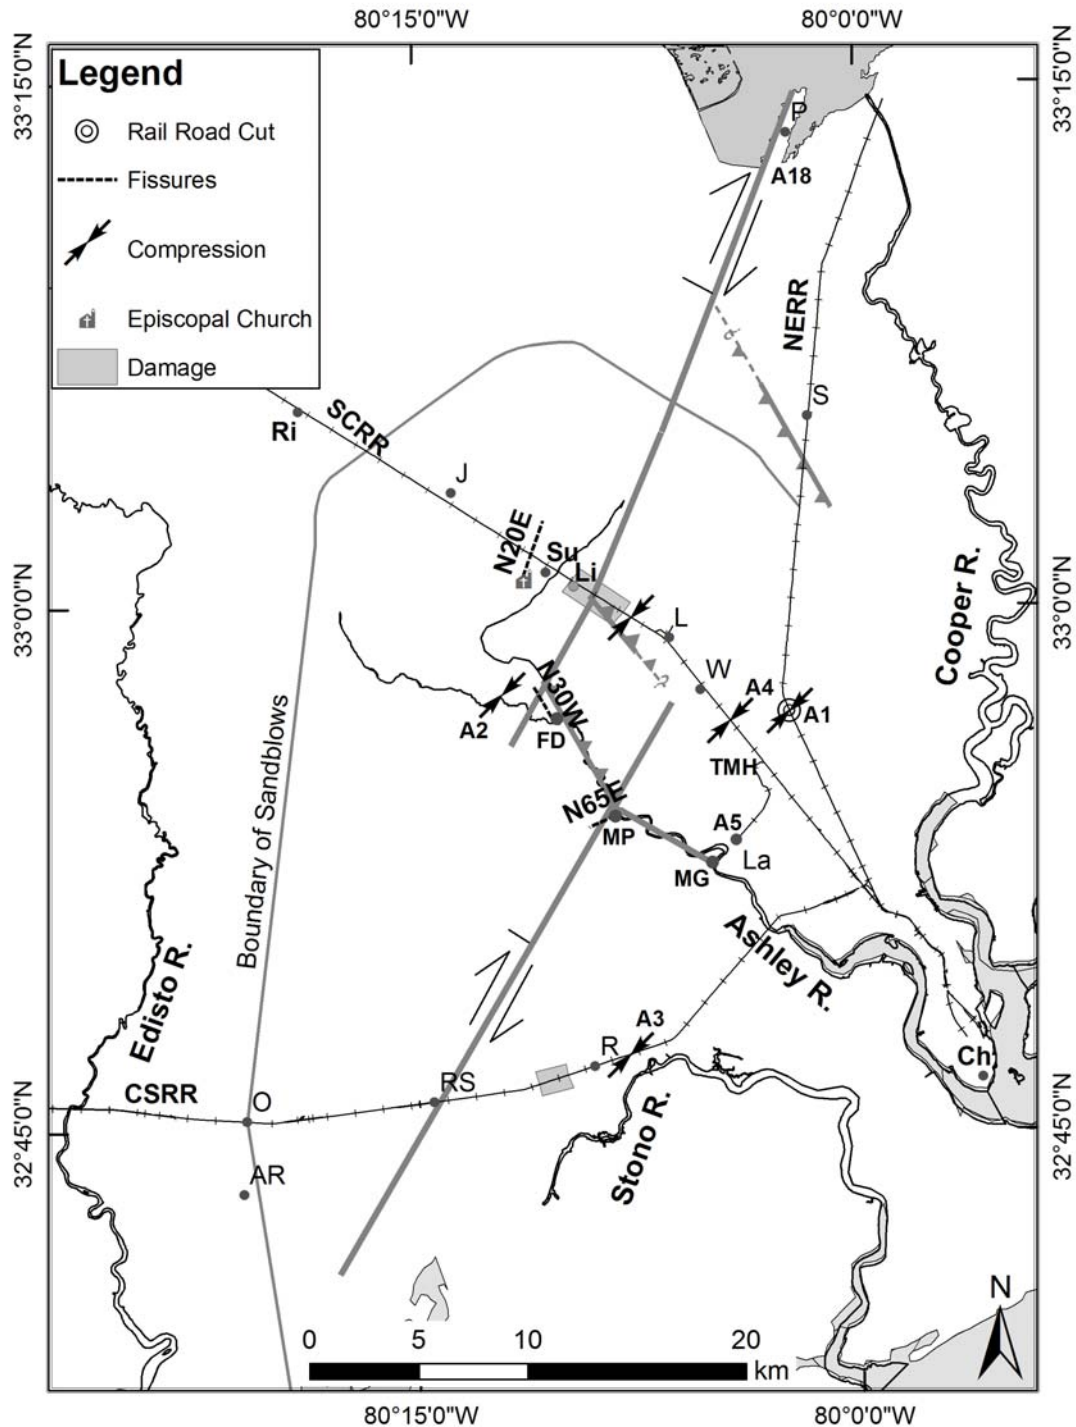 80°15'0"W
80°0'0"W
33°15'0"N
33°15'0"N
Legend
Rail Road Cut
Fissures
Compression
Episcopal Church
Damage
P
A18
NERR
S
Ri
SCRR
J
N20E
Su
Li
L
33°0'0"N
33°0'0"N
Cooper R.
W
?
?
N30W
A2
FD
A4
A1
TMH
N65E
MP
A5
La
MG
Boundary of Sandblows
Ashley R.
Edisto R.
A3
R
RS
Ch
CSRR
O
Stono R.
32°45'0"N
32°45'0"N
AR
N
0
5
10
20
km
80°15'0"W
80°0'0"W